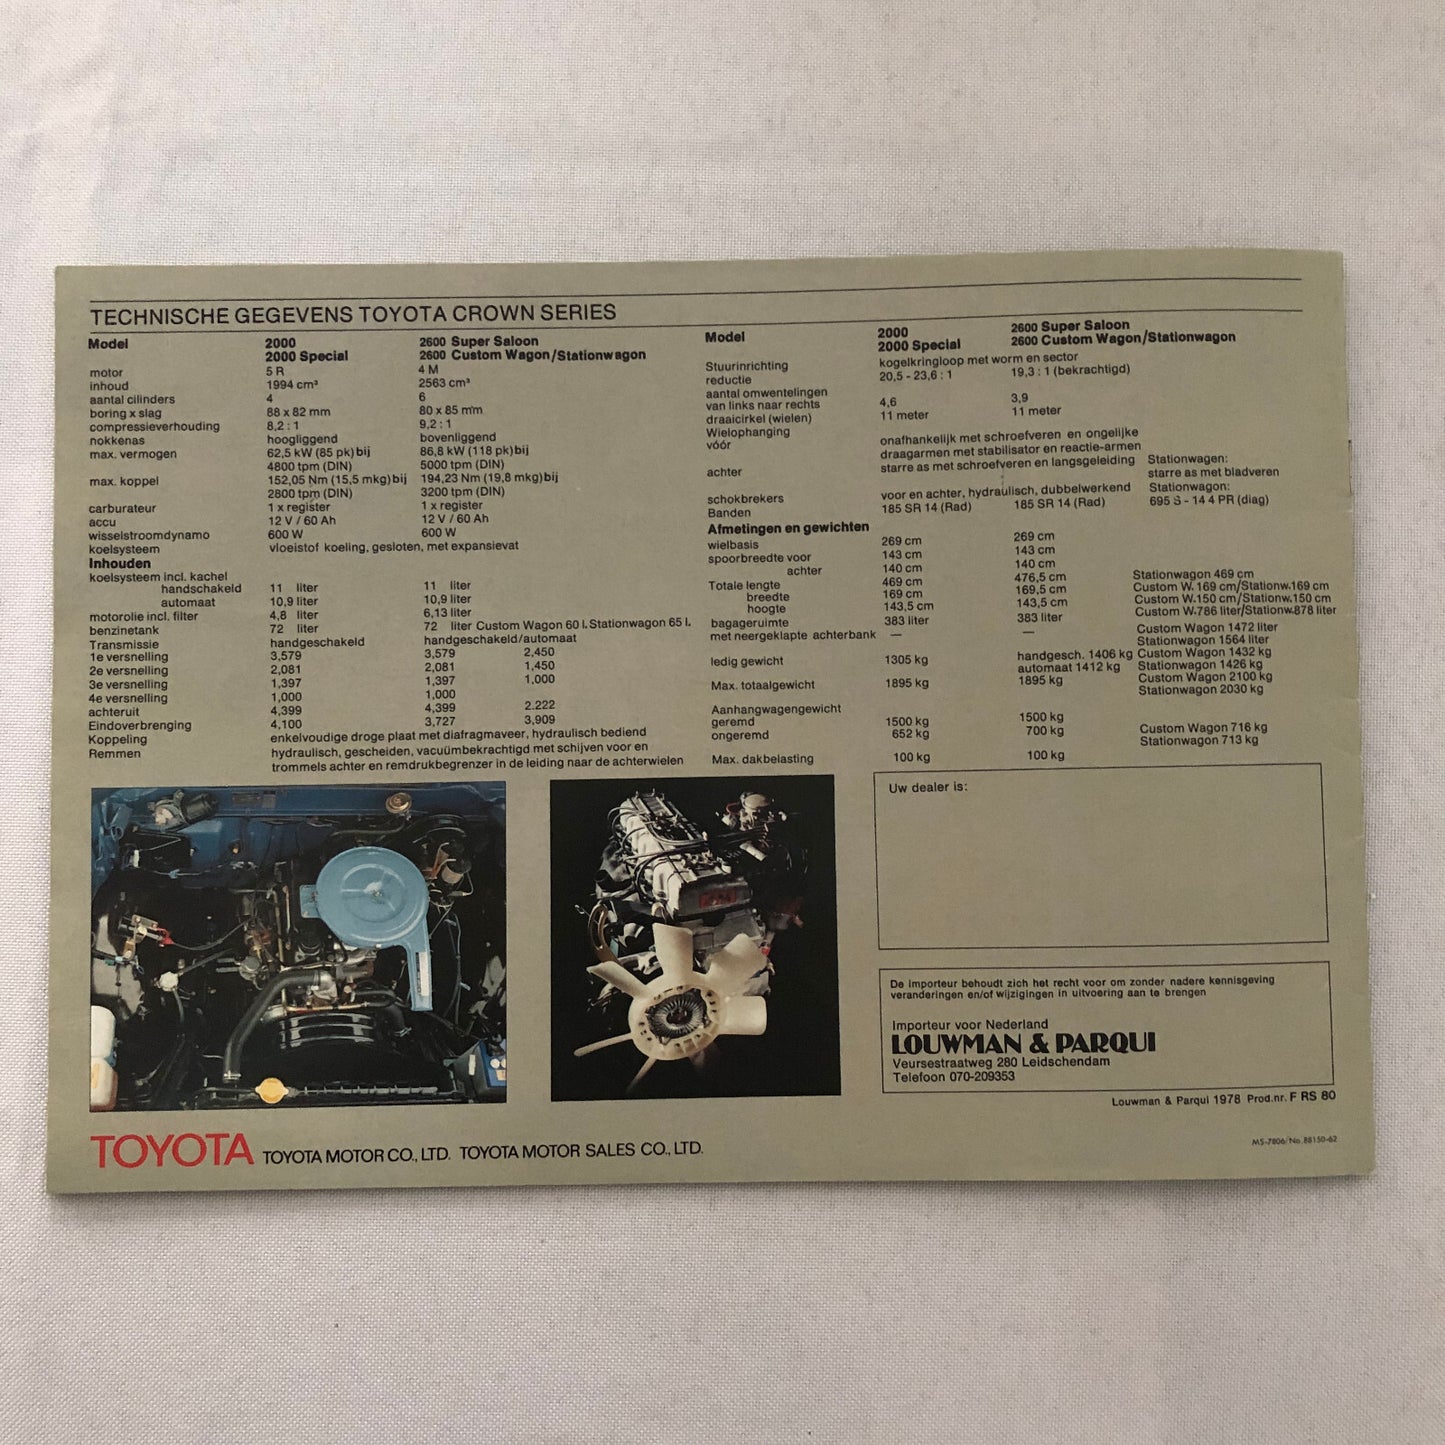 TECHNISCHE GEGEVENS TOYOTA CROWN SERIES
Model 2000 2600 Super Saloon
2000 Special 2600 Custom Wagon/Stationwagon
motor 5 R 4 M
inhoud 1994 cm³ 2563 cm³
aantal cilinders 4 6
boring x slag 88 x 82 mm 80 x 85 mm
compressieverhouding 8,2 : 1 9,2 : 1
nokkenas hoogliggend bovenliggend
max. vermogen 62,5 kW (85 pk) bij 86,8 kW (118 pk) bij
4800 tpm (DIN) 5000 tpm (DIN)
max. koppel 152,05 Nm (15,5 mkg) bij 194,23 Nm (19,8 mkg) bij
2800 tpm (DIN) 3200 tpm (DIN)
carburateur 1 x register 1 x register
accu 12 V / 60 Ah 12 V / 60 Ah
wisselstroomdynamo 600 W 600 W
koelsysteem vloeistof koeling, gesloten, met expansievat
Inhouden
koelsysteem incl. kachel
handschakeld 11 liter 11 liter
automaat 10,9 liter 10,9 liter
motorolie incl. filter 4,8 liter 6,13 liter
benzinetank 72 liter 72 liter Custom Wagon 60 l. Stationwagon 65 l.
Transmissie handgeschakeld handgeschakeld/automaat
1e versnelling 3,579 3,579 2,450
2e versnelling 2,081 2,081 1,450
3e versnelling 1,397 1,397 1,000
4e versnelling 1,000 1,000
achteruit 4,399 4,399 2.222
Eindoverbrenging 4.100 3,727 3,909
Koppeling enkelvoudige droge plaat met diafragmaveer, hydraulisch bediend
Remmen hydraulisch, gescheiden, vacuümbekrachtigd met schijven voor en
trommels achter en remdrukbegrenzer in de leiding naar de achterwielen
Model 2000 2600 Super Saloon
2000 Special 2600 Custom Wagon/Stationwagon
Stuurinrichting kogelkringloop met worm en sector
reductie 20,5 - 23,6 : 1 19,3 : 1 (bekrachtigd)
aantal omwentelingen
van links naar rechts 4,6 3,9
draaicirkel (wielen) 11 meter 11 meter
Wielophanging
vóór onafhankelijk met schroefveren en ongelijke
draagarmen met stabilisator en reactie-armen
achter starre as met schroefveren en langsgeleiding Stationwagen:
starre as met bladveren
schokbrekers voor en achter, hydraulisch, dubbelwerkend Stationwagon:
Banden 185 SR 14 (Rad) 185 SR 14 (Rad) 695 S - 14 4 PR (diag)
Afmetingen en gewichten
wielbasis 269 cm 269 cm
spoorbreedte voor 143 cm 143 cm
achter 140 cm 140 cm
Totale lengte 469 cm 476,5 cm Stationwagon 469 cm
breedte 169 cm 169,5 cm Custom W. 169 cm/Stationw. 169 cm
hoogte 143,5 cm 143,5 cm Custom W. 150 cm/Stationw. 150 cm
bagageruimte 383 liter 383 liter Custom W. 786 liter/Stationw. 878 liter
met neergeklapte achterbank — — Custom Wagon 1472 liter
Stationwagon 1564 liter
ledig gewicht 1305 kg handgesch. 1406 kg Custom Wagon 1432 kg
automaat 1412 kg Stationwagon 1426 kg
Max. totaalgewicht 1895 kg 1895 kg Custom Wagon 2100 kg
Stationwagon 2030 kg
Aanhangwagengewicht
geremd 1500 kg 1500 kg
ongeremd 652 kg 700 kg Custom Wagon 716 kg
Stationwagon 713 kg
Max. dakbelasting 100 kg 100 kg
Uw dealer is:
De importeur behoudt zich het recht voor om zonder nadere kennisgeving
veranderingen en/of wijzigingen in uitvoering aan te brengen
Importeur voor Nederland
LOUWMAN & PARQUI
Veursestraatweg 280 Leidschendam
Telefoon 070-209353
Louwman & Parqui 1978 Prod.nr. F RS 80
TOYOTA TOYOTA MOTOR CO., LTD. TOYOTA MOTOR SALES CO., LTD.
MS-7806/No 88150-62